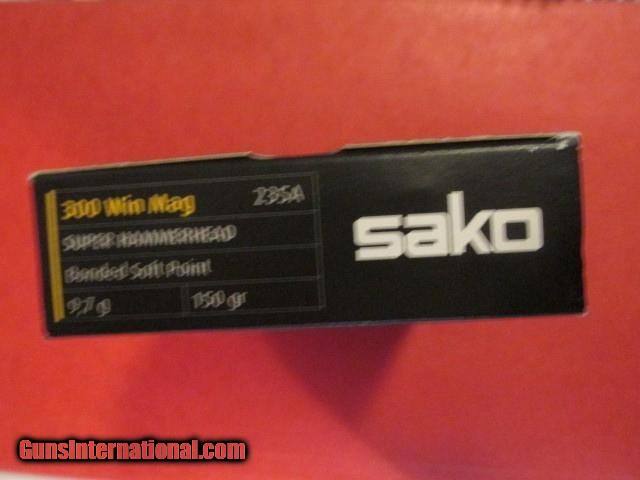 300 Win Mag 235A
SUPER HAMMERHEAD
Bonded Soft Point
9,7 g 150 gr
sako
GunsInternational.com